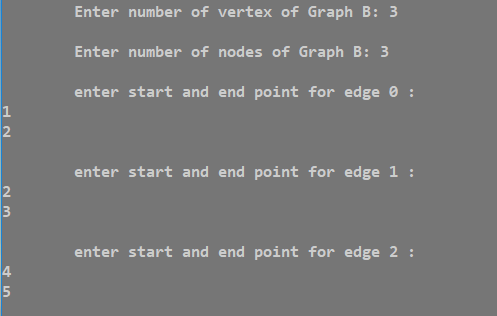 Enter number of vertex of Graph B: 3
Enter number of nodes of Graph B: 3
enter start and end point for edge 0 :
1
2
enter start and end point for edge 1 :
2
3
enter start and end point for edge 2 :
4
5